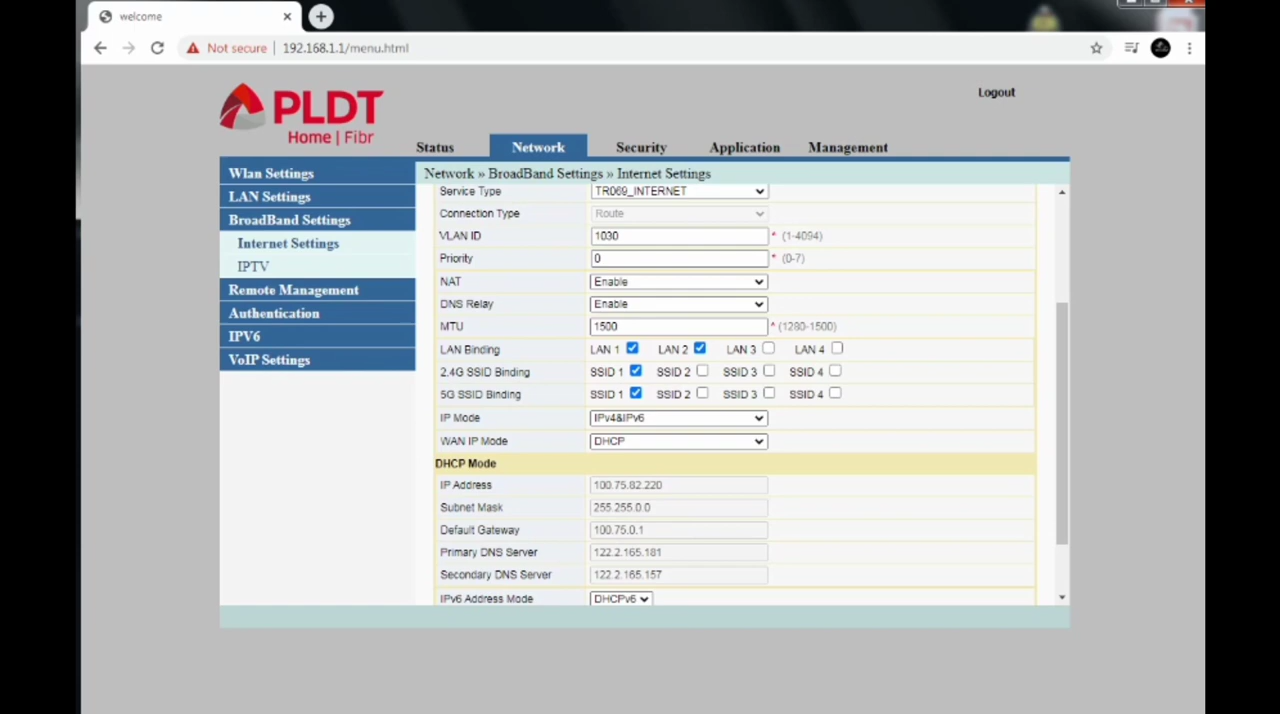 welcome
Not secure 192.168.1.1/menu.html
Logout
PLDT
Home | Fibr
Status Network Security Application Management
Network » BroadBand Settings » Internet Settings
Wlan Settings
LAN Settings
BroadBand Settings
Internet Settings
IPTV
Remote Management
Authentication
IPV6
VoIP Settings
Service Type TR069_INTERNET
Connection Type Route
VLAN ID 1030 * (1-4094)
Priority 0 * (0-7)
NAT Enable
DNS Relay Enable
MTU 1500 * (1280-1500)
LAN Binding LAN 1 LAN 2 LAN 3 LAN 4
2.4G SSID Binding SSID 1 SSID 2 SSID 3 SSID 4
5G SSID Binding SSID 1 SSID 2 SSID 3 SSID 4
IP Mode IPv4&IPv6
WAN IP Mode DHCP
DHCP Mode
IP Address 100.75.82.220
Subnet Mask 255.255.0.0
Default Gateway 100.75.0.1
Primary DNS Server 122.2.165.181
Secondary DNS Server 122.2.165.157
IPv6 Address Mode DHCPv6